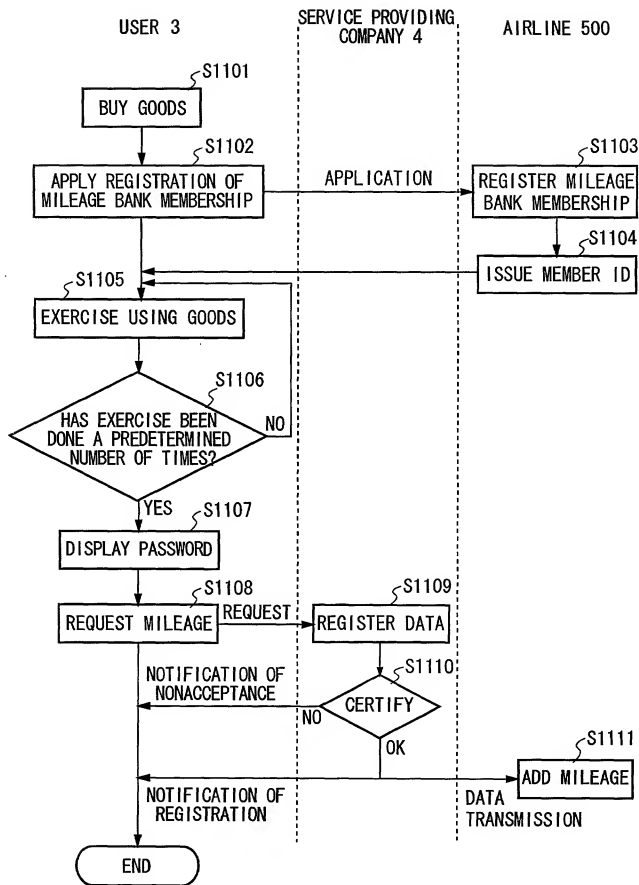 USER 3
SERVICE PROVIDING
COMPANY 4
AIRLINE 500
S1101
BUY GOODS
S1102
APPLY REGISTRATION OF
MILEAGE BANK MEMBERSHIP
APPLICATION
S1103
REGISTER MILEAGE
BANK MEMBERSHIP
S1104
ISSUE MEMBER ID
S1105
EXERCISE USING GOODS
S1106
HAS EXERCISE BEEN
DONE A PREDETERMINED
NUMBER OF TIMES?
NO
YES
S1107
DISPLAY PASSWORD
S1108
REQUEST MILEAGE
REQUEST
S1109
REGISTER DATA
S1110
CERTIFY
NOTIFICATION OF
NONACCEPTANCE
NO
OK
S1111
ADD MILEAGE
NOTIFICATION OF
REGISTRATION
DATA
TRANSMISSION
END